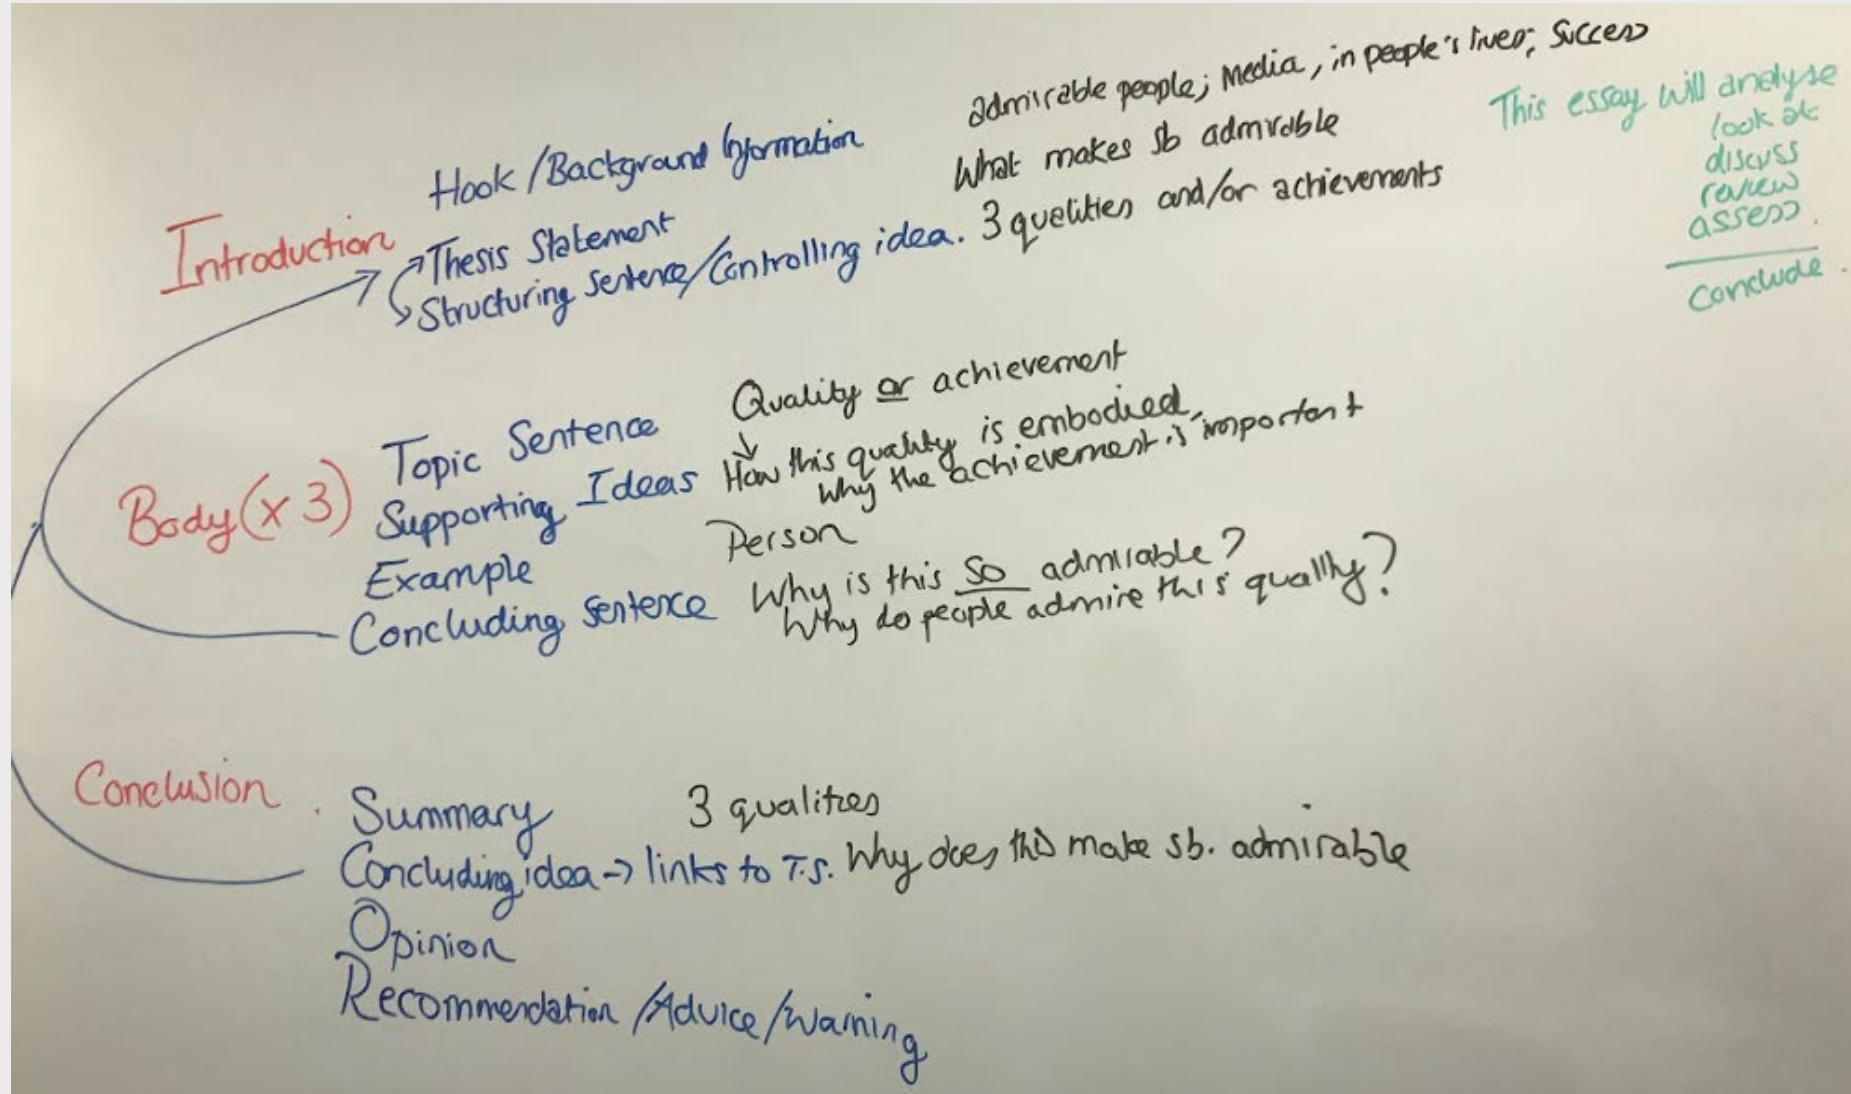 Introduction
Hook/Background Information
admirable people; Media, in people's lives; Success
Thesis Statement
What makes sb admirable
Structuring sentence/Controlling idea.
3 qualities and/or achievements
This essay will analyse
look at
discuss
review
assess.
conclude.
Body (x 3)
Topic Sentence
Quality or achievement
Supporting Ideas
How this quality is embodied,
Why the achievement is important
Example
Person
Concluding sentence
Why is this so admirable?
Why do people admire this quality?
Conclusion.
Summary
3 qualities
Concluding idea → links to T.S.
Why does this make sb. admirable
Opinion
Recommendation/Advice/Warning